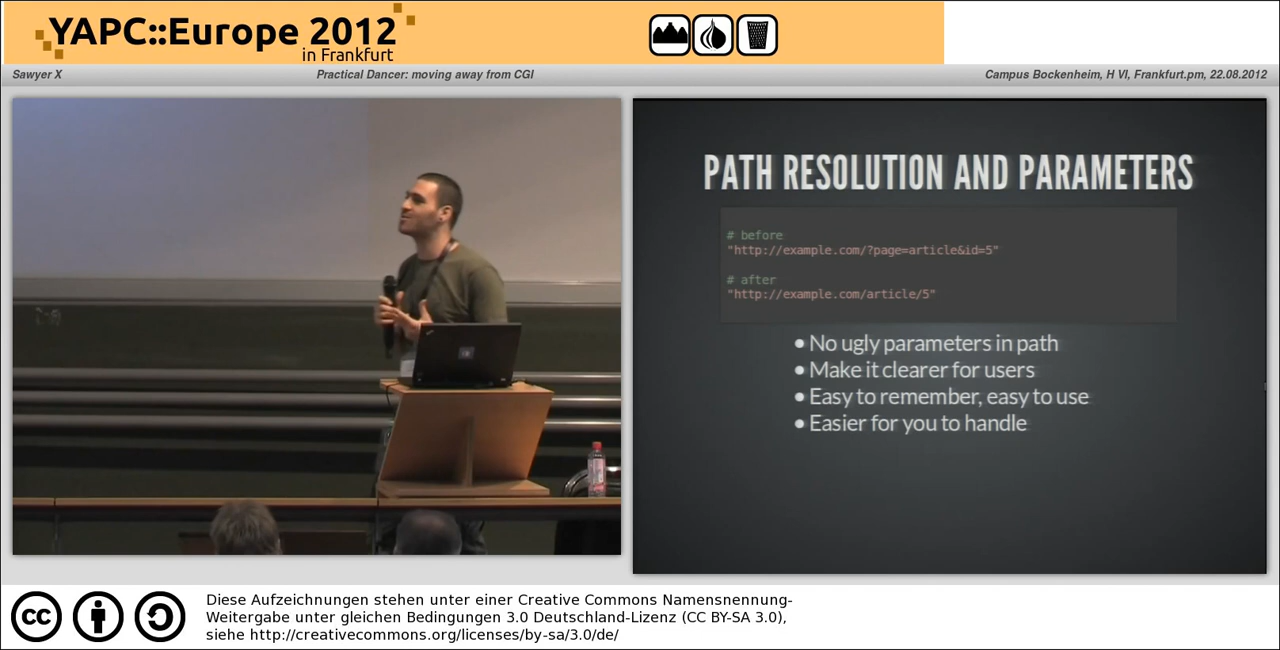 YAPC::Europe 2012
in Frankfurt
Sawyer X
Practical Dancer: moving away from CGI
Campus Bockenheim, H VI, Frankfurt.pm, 22.08.2012
PATH RESOLUTION AND PARAMETERS
# before
"http://example.com/?page=article&id=5"
# after
"http://example.com/article/5"
• No ugly parameters in path
• Make it clearer for users
• Easy to remember, easy to use
• Easier for you to handle
cc
Diese Aufzeichnungen stehen unter einer Creative Commons Namensnennung-
Weitergabe unter gleichen Bedingungen 3.0 Deutschland-Lizenz (CC BY-SA 3.0),
siehe http://creativecommons.org/licenses/by-sa/3.0/de/